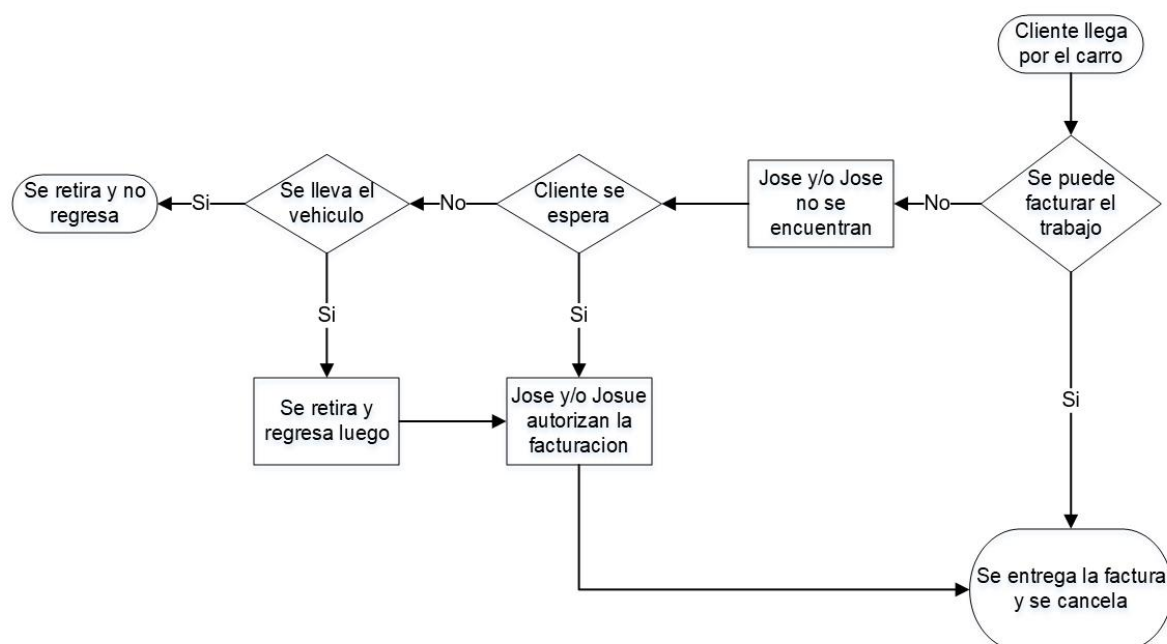 Cliente llega
por el carro
Se puede
facturar el
trabajo
No
Jose y/o Jose
no se
encuentran
Cliente se
espera
No
Se lleva el
vehiculo
Si
Se retira y no
regresa
Si
Si
Si
Se retira y
regresa luego
Jose y/o Josue
autorizan la
facturacion
Se entrega la factura
y se cancela